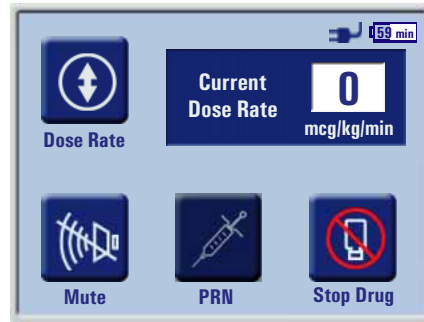 59 min
Current
Dose Rate
0
mcg/kg/min
Dose Rate
Mute
PRN
Stop Drug